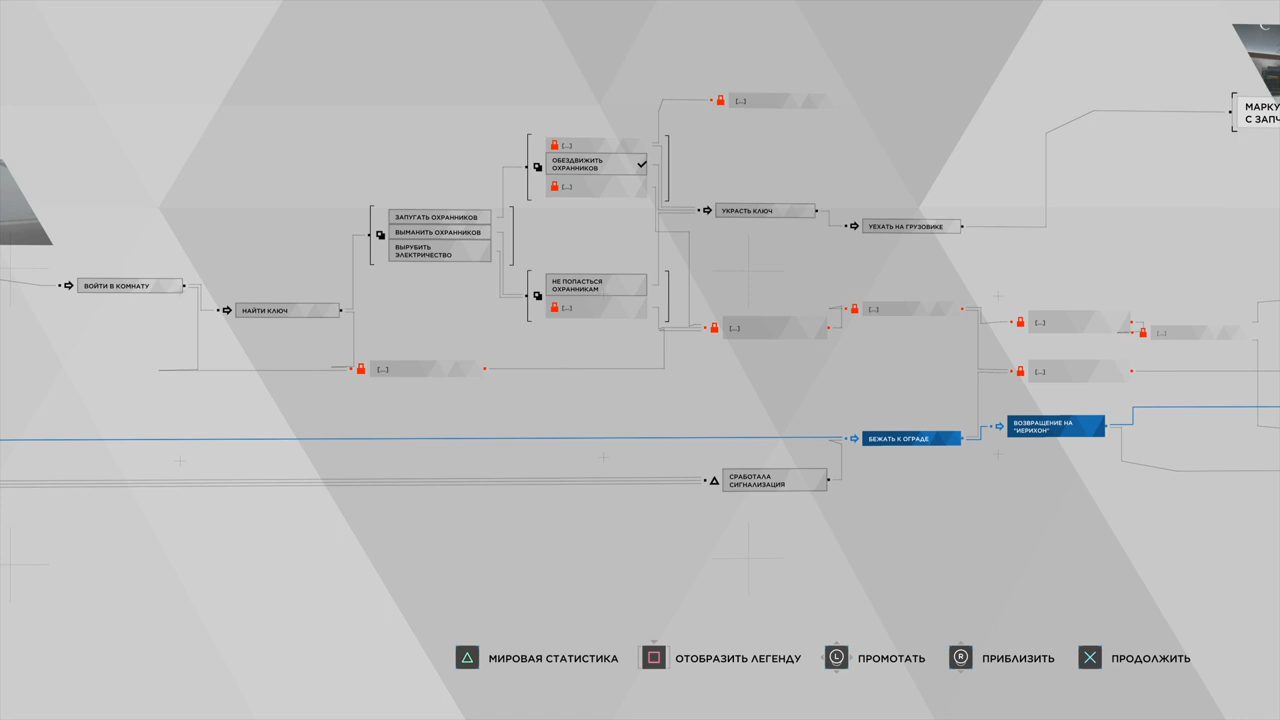 [...]
МАРКУ
С ЗАПЧ
[...]
ОБЕЗДВИЖИТЬ
ОХРАННИКОВ
[...]
УКРАСТЬ КЛЮЧ
ЗАПУГАТЬ ОХРАННИКОВ
ВЫМАНИТЬ ОХРАННИКОВ
ВЫРУБИТЬ
ЭЛЕКТРИЧЕСТВО
УЕХАТЬ НА ГРУЗОВИКЕ
НЕ ПОПАСТЬСЯ
ОХРАННИКАМ
[...]
ВОЙТИ В КОМНАТУ
НАЙТИ КЛЮЧ
[...]
[...]
[...]
[...]
[...]
[...]
БЕЖАТЬ К ОГРАДЕ
ВОЗВРАЩЕНИЕ НА
"ИЕРИХОН"
СРАБОТАЛА
СИГНАЛИЗАЦИЯ
МИРОВАЯ СТАТИСТИКА
ОТОБРАЗИТЬ ЛЕГЕНДУ
L ПРОМОТАТЬ
R ПРИБЛИЗИТЬ
ПРОДОЛЖИТЬ